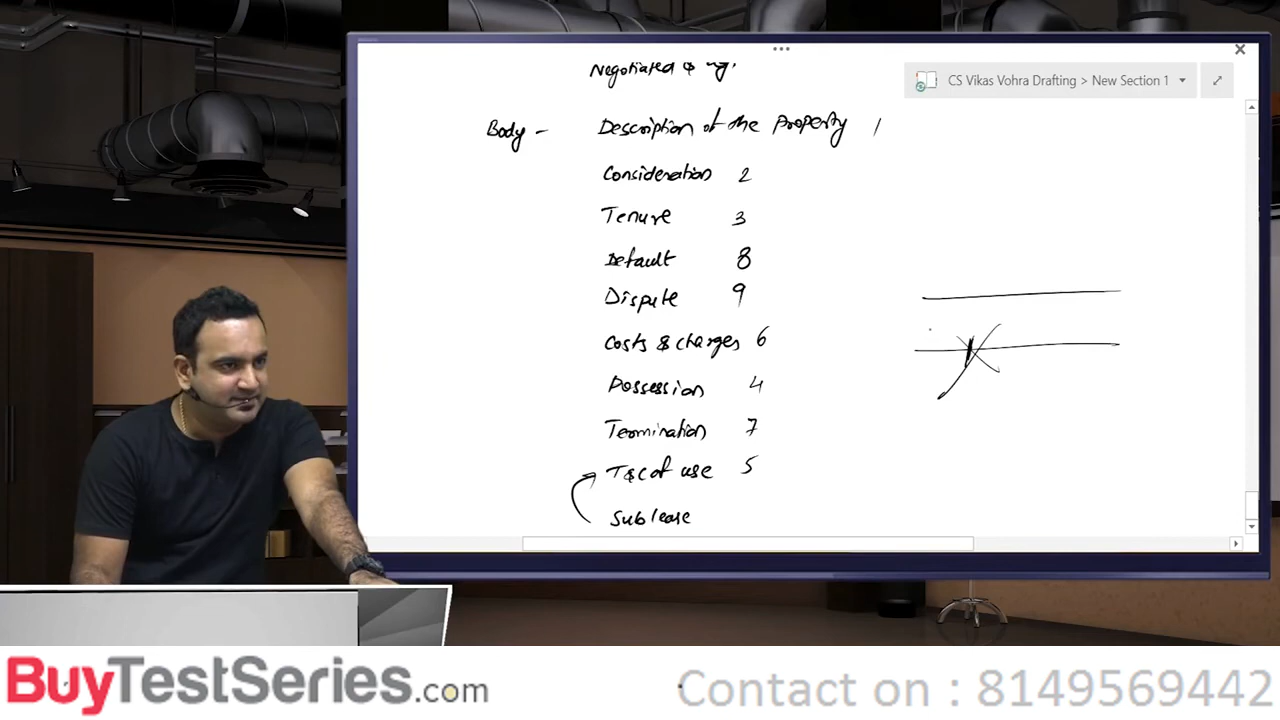 Negotiated &
CS Vikas Vohra Drafting > New Section 1
Body - Description of the Property 1
Consideration 2
Tenure 3
Default 8
Dispute 9
Costs & charges 6
Possession 4
Termination 7
T&C of use 5
Sublease
BuyTestSeries.com
Contact on : 8149569442